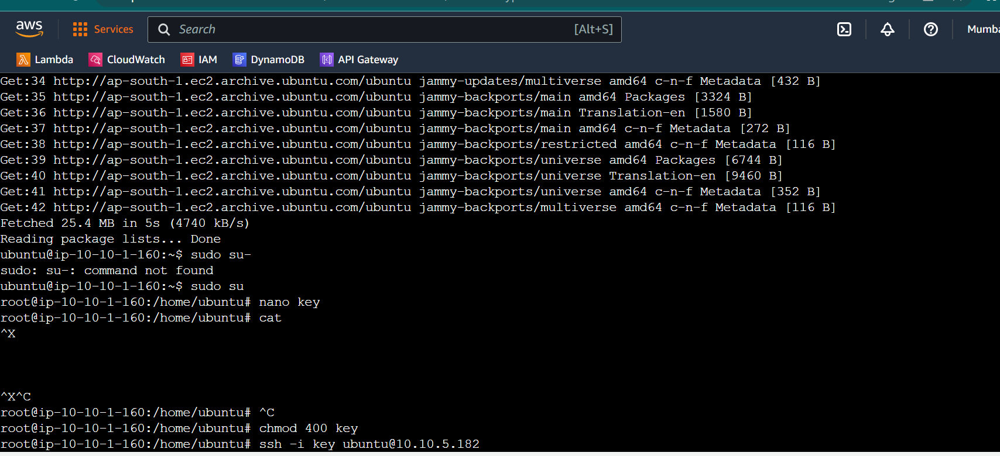 aws
Services
Search [Alt+S]
Lambda CloudWatch IAM DynamoDB API Gateway
Get:34 http://ap-south-1.ec2.archive.ubuntu.com/ubuntu jammy-updates/multiverse amd64 c-n-f Metadata [432 B]
Get:35 http://ap-south-1.ec2.archive.ubuntu.com/ubuntu jammy-backports/main amd64 Packages [3324 B]
Get:36 http://ap-south-1.ec2.archive.ubuntu.com/ubuntu jammy-backports/main Translation-en [1580 B]
Get:37 http://ap-south-1.ec2.archive.ubuntu.com/ubuntu jammy-backports/main amd64 c-n-f Metadata [272 B]
Get:38 http://ap-south-1.ec2.archive.ubuntu.com/ubuntu jammy-backports/restricted amd64 c-n-f Metadata [116 B]
Get:39 http://ap-south-1.ec2.archive.ubuntu.com/ubuntu jammy-backports/universe amd64 Packages [6744 B]
Get:40 http://ap-south-1.ec2.archive.ubuntu.com/ubuntu jammy-backports/universe Translation-en [9460 B]
Get:41 http://ap-south-1.ec2.archive.ubuntu.com/ubuntu jammy-backports/universe amd64 c-n-f Metadata [352 B]
Get:42 http://ap-south-1.ec2.archive.ubuntu.com/ubuntu jammy-backports/multiverse amd64 c-n-f Metadata [116 B]
Fetched 25.4 MB in 5s (4740 kB/s)
Reading package lists... Done
ubuntu@ip-10-10-1-160:~$ sudo su-
sudo: su-: command not found
ubuntu@ip-10-10-1-160:~$ sudo su
root@ip-10-10-1-160:/home/ubuntu# nano key
root@ip-10-10-1-160:/home/ubuntu# cat
^X
^X^C
root@ip-10-10-1-160:/home/ubuntu# ^C
root@ip-10-10-1-160:/home/ubuntu# chmod 400 key
root@ip-10-10-1-160:/home/ubuntu# ssh -i key ubuntu@10.10.5.182